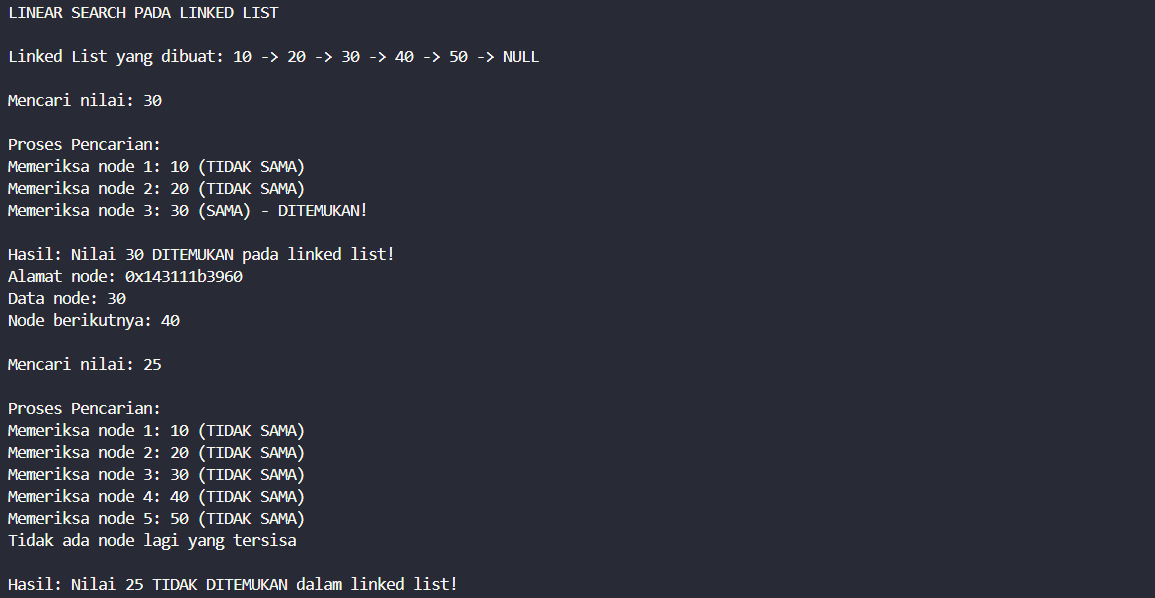 LINEAR SEARCH PADA LINKED LIST
Linked List yang dibuat: 10 -> 20 -> 30 -> 40 -> 50 -> NULL
Mencari nilai: 30
Proses Pencarian:
Memeriksa node 1: 10 (TIDAK SAMA)
Memeriksa node 2: 20 (TIDAK SAMA)
Memeriksa node 3: 30 (SAMA) - DITEMUKAN!
Hasil: Nilai 30 DITEMUKAN pada linked list!
Alamat node: 0x143111b3960
Data node: 30
Node berikutnya: 40
Mencari nilai: 25
Proses Pencarian:
Memeriksa node 1: 10 (TIDAK SAMA)
Memeriksa node 2: 20 (TIDAK SAMA)
Memeriksa node 3: 30 (TIDAK SAMA)
Memeriksa node 4: 40 (TIDAK SAMA)
Memeriksa node 5: 50 (TIDAK SAMA)
Tidak ada node lagi yang tersisa
Hasil: Nilai 25 TIDAK DITEMUKAN dalam linked list!